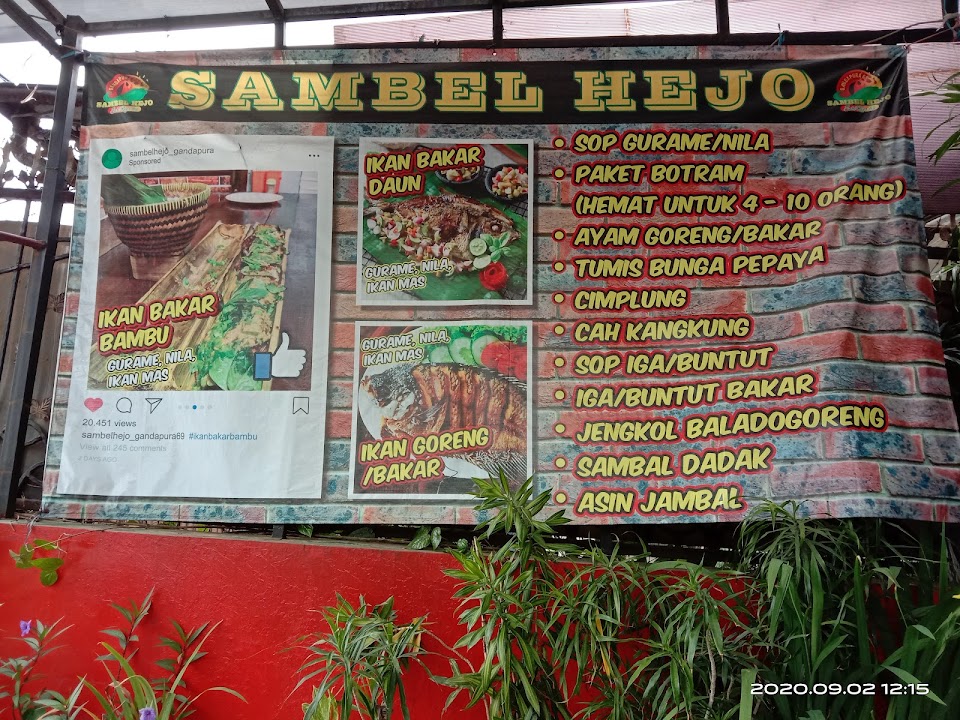 SAMBEL HEJO
SAMBEL HEJO
SAMBEL HEJO
sambelhejo_gandapura
Sponsored
IKAN BAKAR
BAMBU
GURAME, NILA,
IKAN MAS
20.451 views
sambelhejo_gandapura69 #ikanbakarbambu
View all 245 comments
2 DAYS AGO
IKAN BAKAR
DAUN
GURAME, NILA,
IKAN MAS
GURAME, NILA,
IKAN MAS
IKAN GORENG
/BAKAR
• SOP GURAME/NILA
• PAKET BOTRAM
(HEMAT UNTUK 4 - 10 ORANG)
• AYAM GORENG/BAKAR
• TUMIS BUNGA PEPAYA
• CIMPLUNG
• CAH KANGKUNG
• SOP IGA/BUNTUT
• IGA/BUNTUT BAKAR
• JENGKOL BALADOGORENG
• SAMBAL DADAK
• ASIN JAMBAL
2020.09.02 12:15